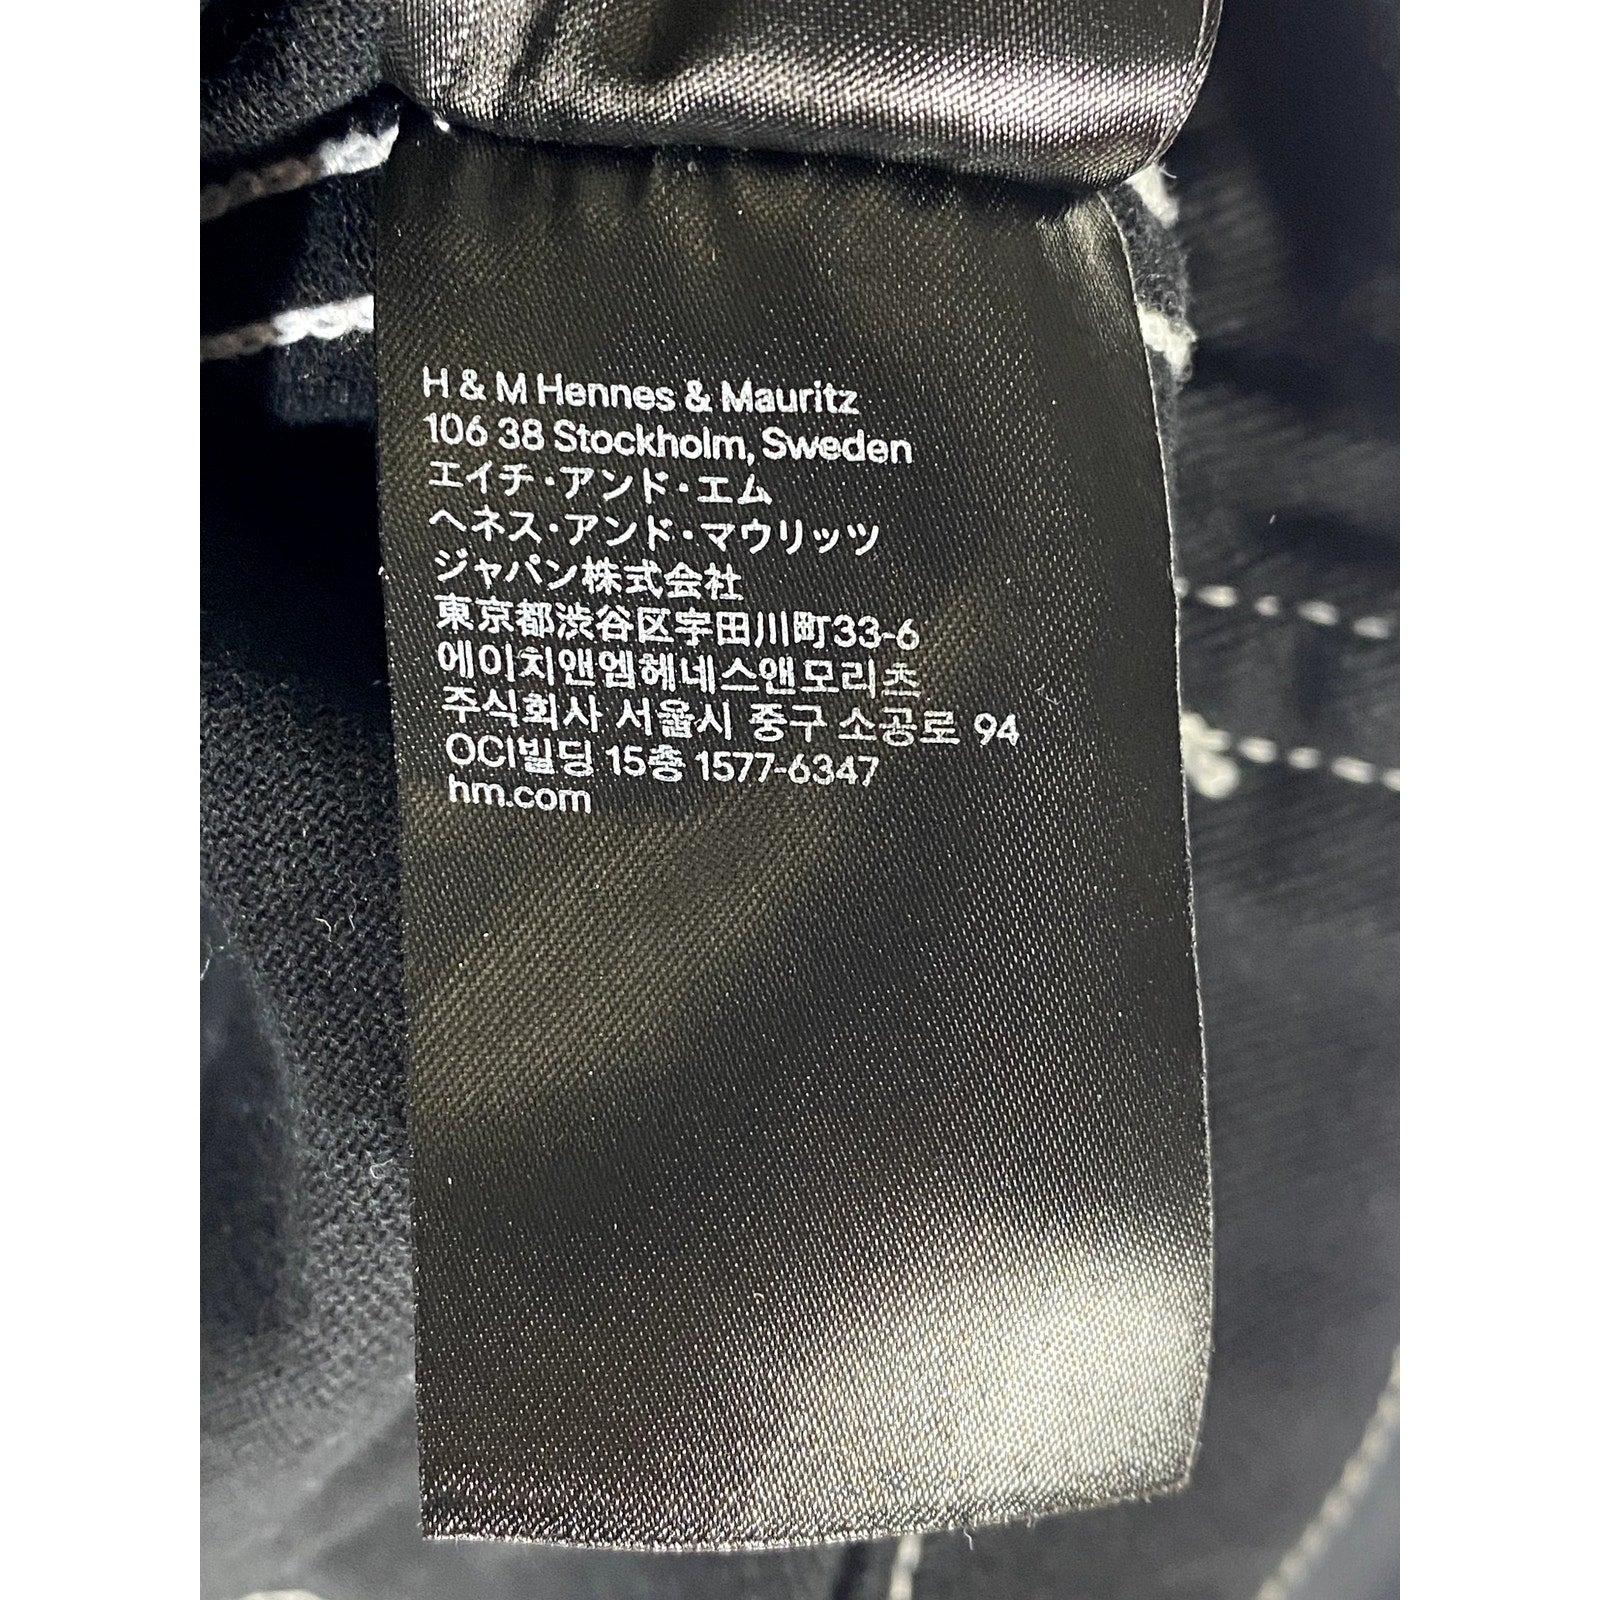 H & M Hennes & Mauritz
106 38 Stockholm, Sweden
エイチ・アンド・エム
ヘネス・アンド・マウリッツ
ジャパン株式会社
東京都渋谷区宇田川町33-6
에이치앤엠헤네스앤모리츠
주식회사 서울시 중구 소공로 94
OCI빌딩 15층 1577-6347
hm.com